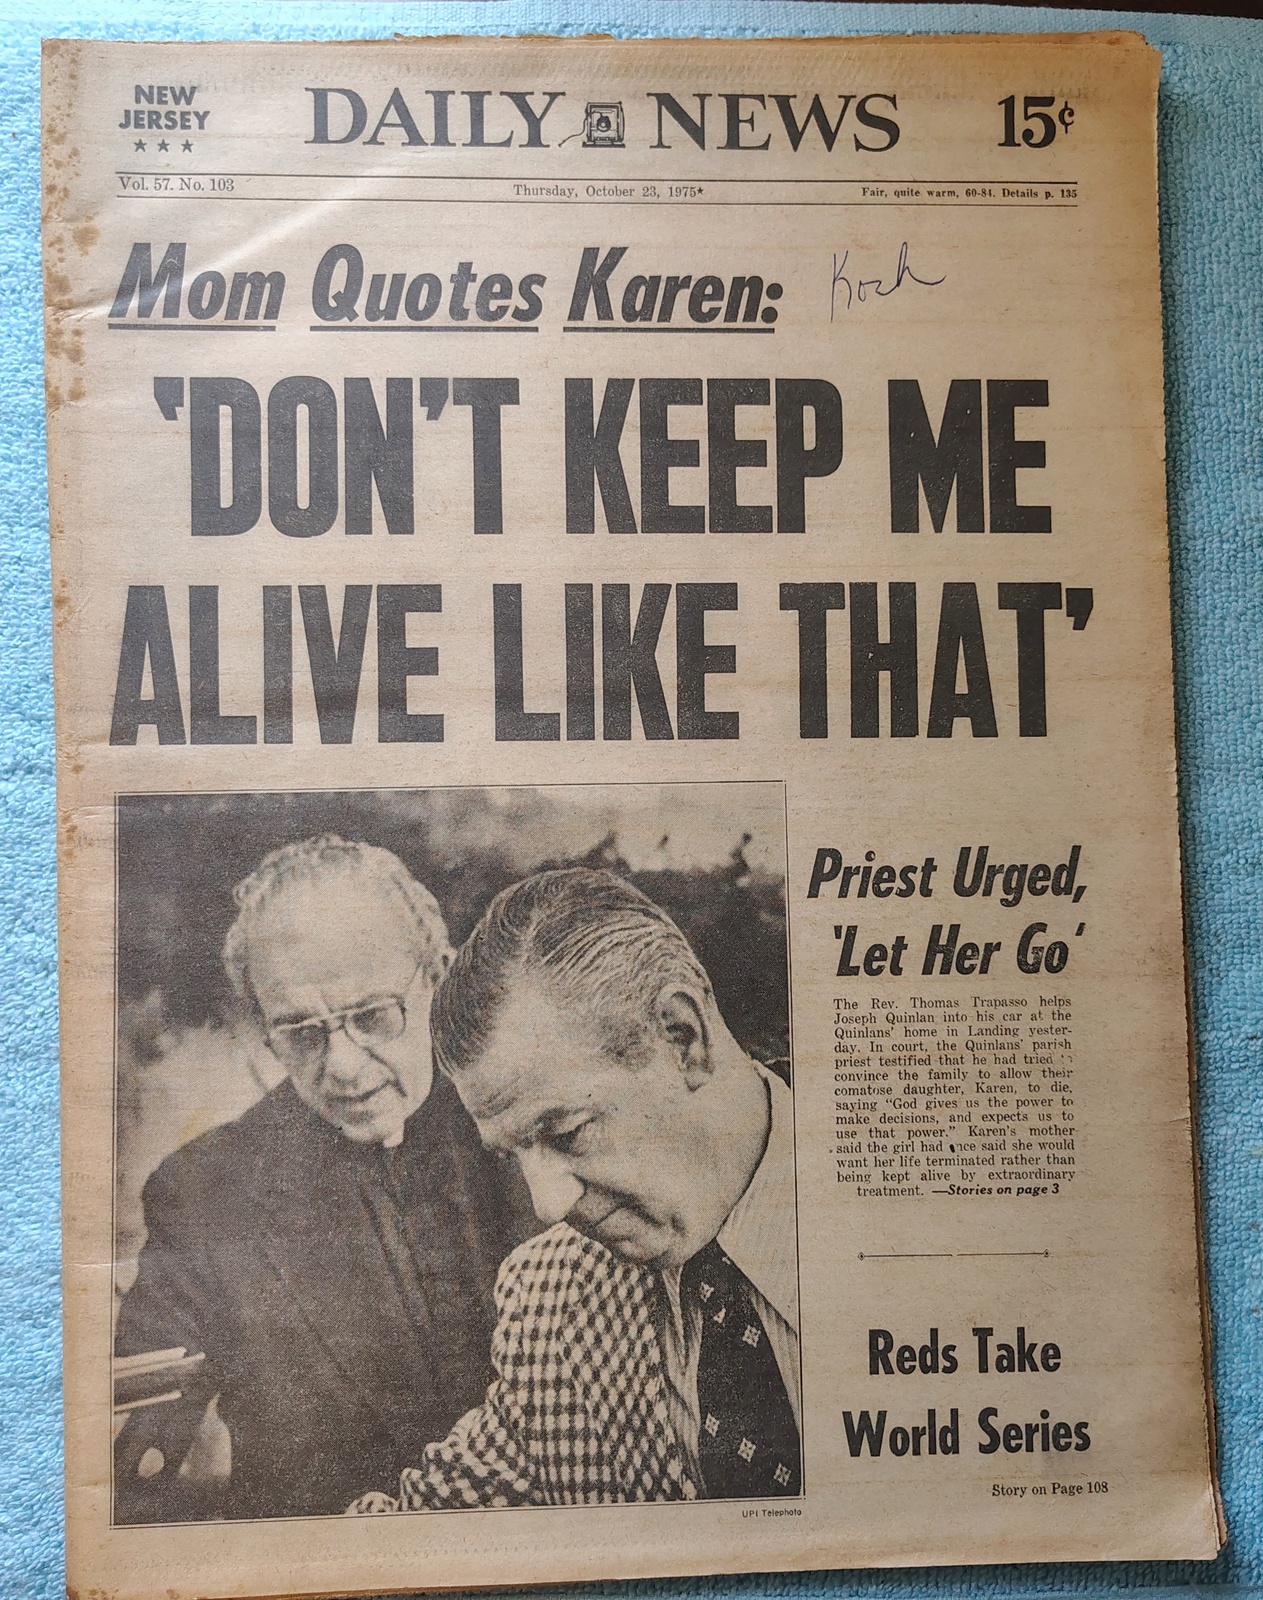 NEW
JERSEY
★ ★ ★
DAILY NEWS
15¢
Vol. 57. No. 103
Thursday, October 23, 1975★
Fair, quite warm, 60-84. Details p. 135
Mom Quotes Karen:
Koch
'DON'T KEEP ME
ALIVE LIKE THAT'
Priest Urged,
'Let Her Go'
The Rev. Thomas Trapasso helps
Joseph Quinlan into his car at the
Quinlans' home in Landing yester-
day. In court, the Quinlans' parish
priest testified that he had tried
convince the family to allow their
comatose daughter, Karen, to die,
saying "God gives us the power to
make decisions, and expects us to
use that power." Karen's mother
said the girl had once said she would
want her life terminated rather than
being kept alive by extraordinary
treatment. —Stories on page 3
Reds Take
World Series
Story on Page 108
UPI Telephoto